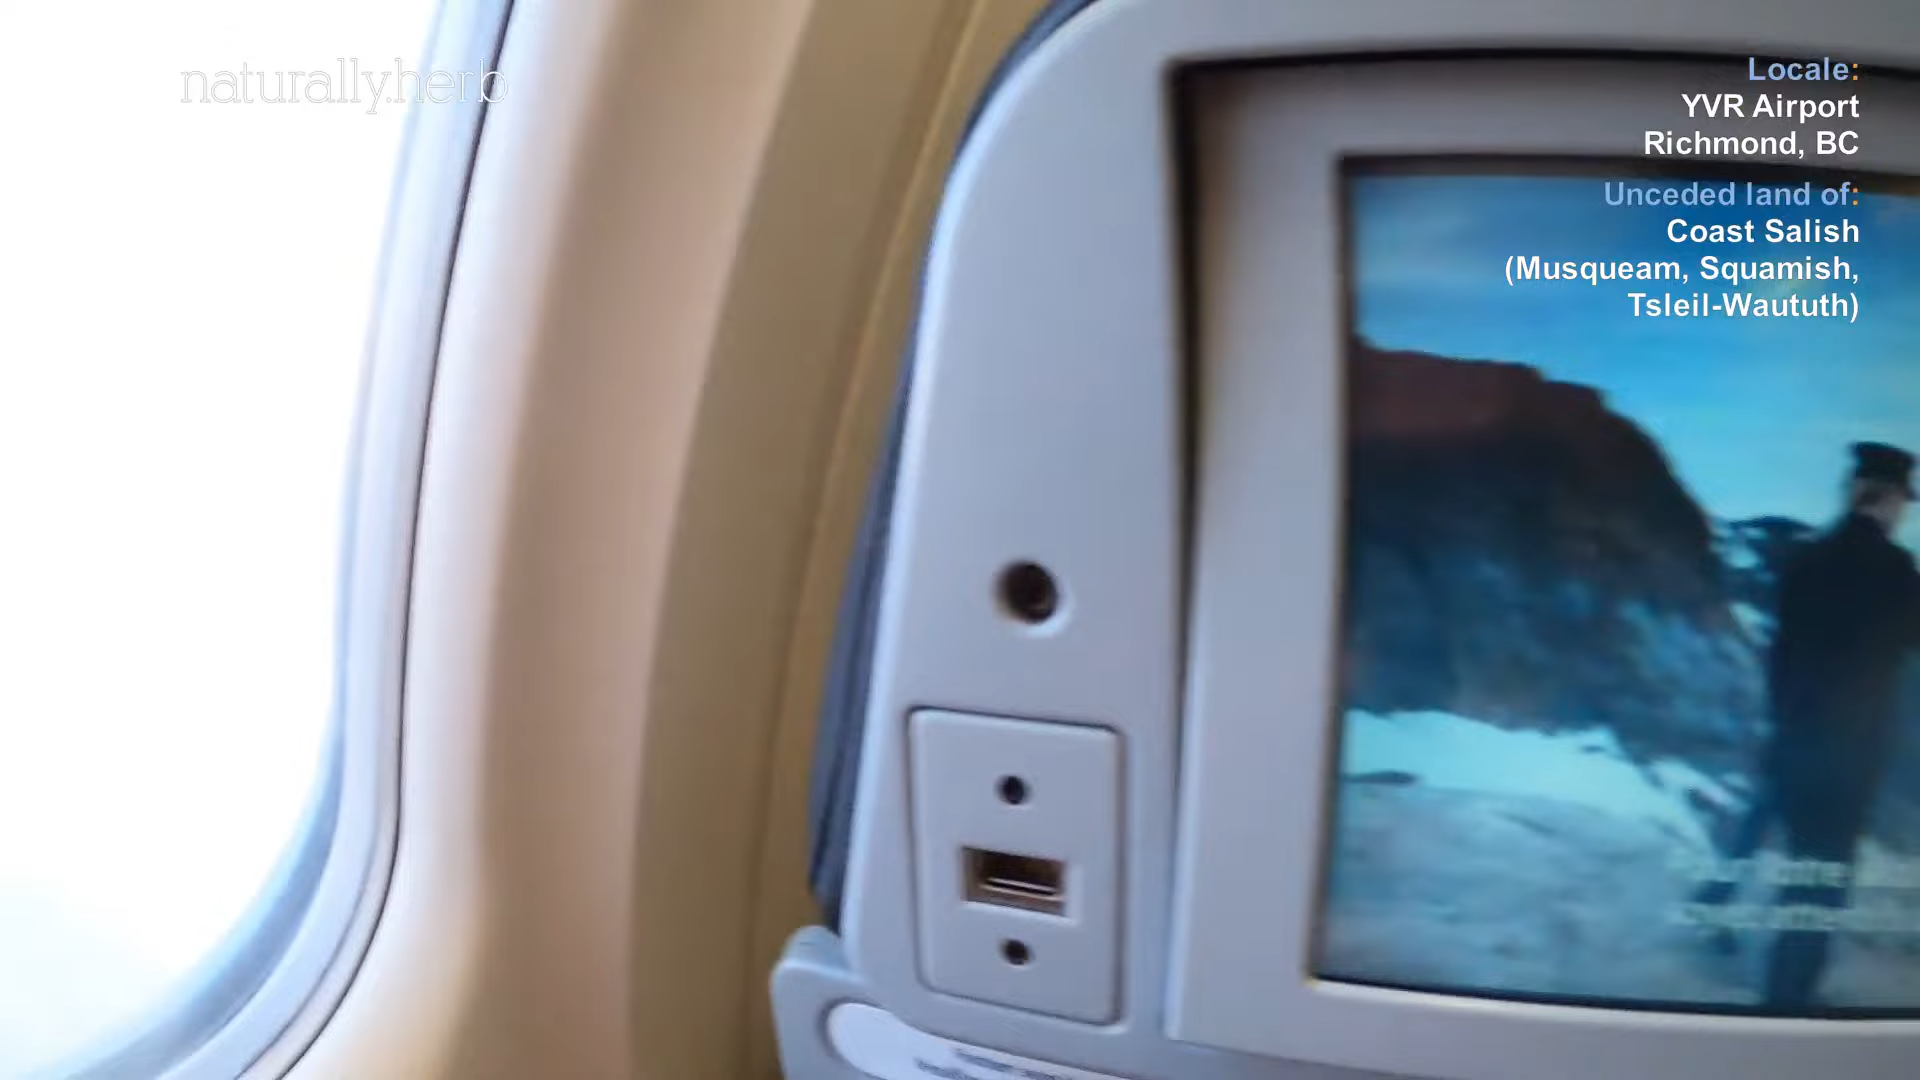 naturally.herb
Locale:
YVR Airport
Richmond, BC
Unceded land of:
Coast Salish
(Musqueam, Squamish,
Tsleil-Waututh)